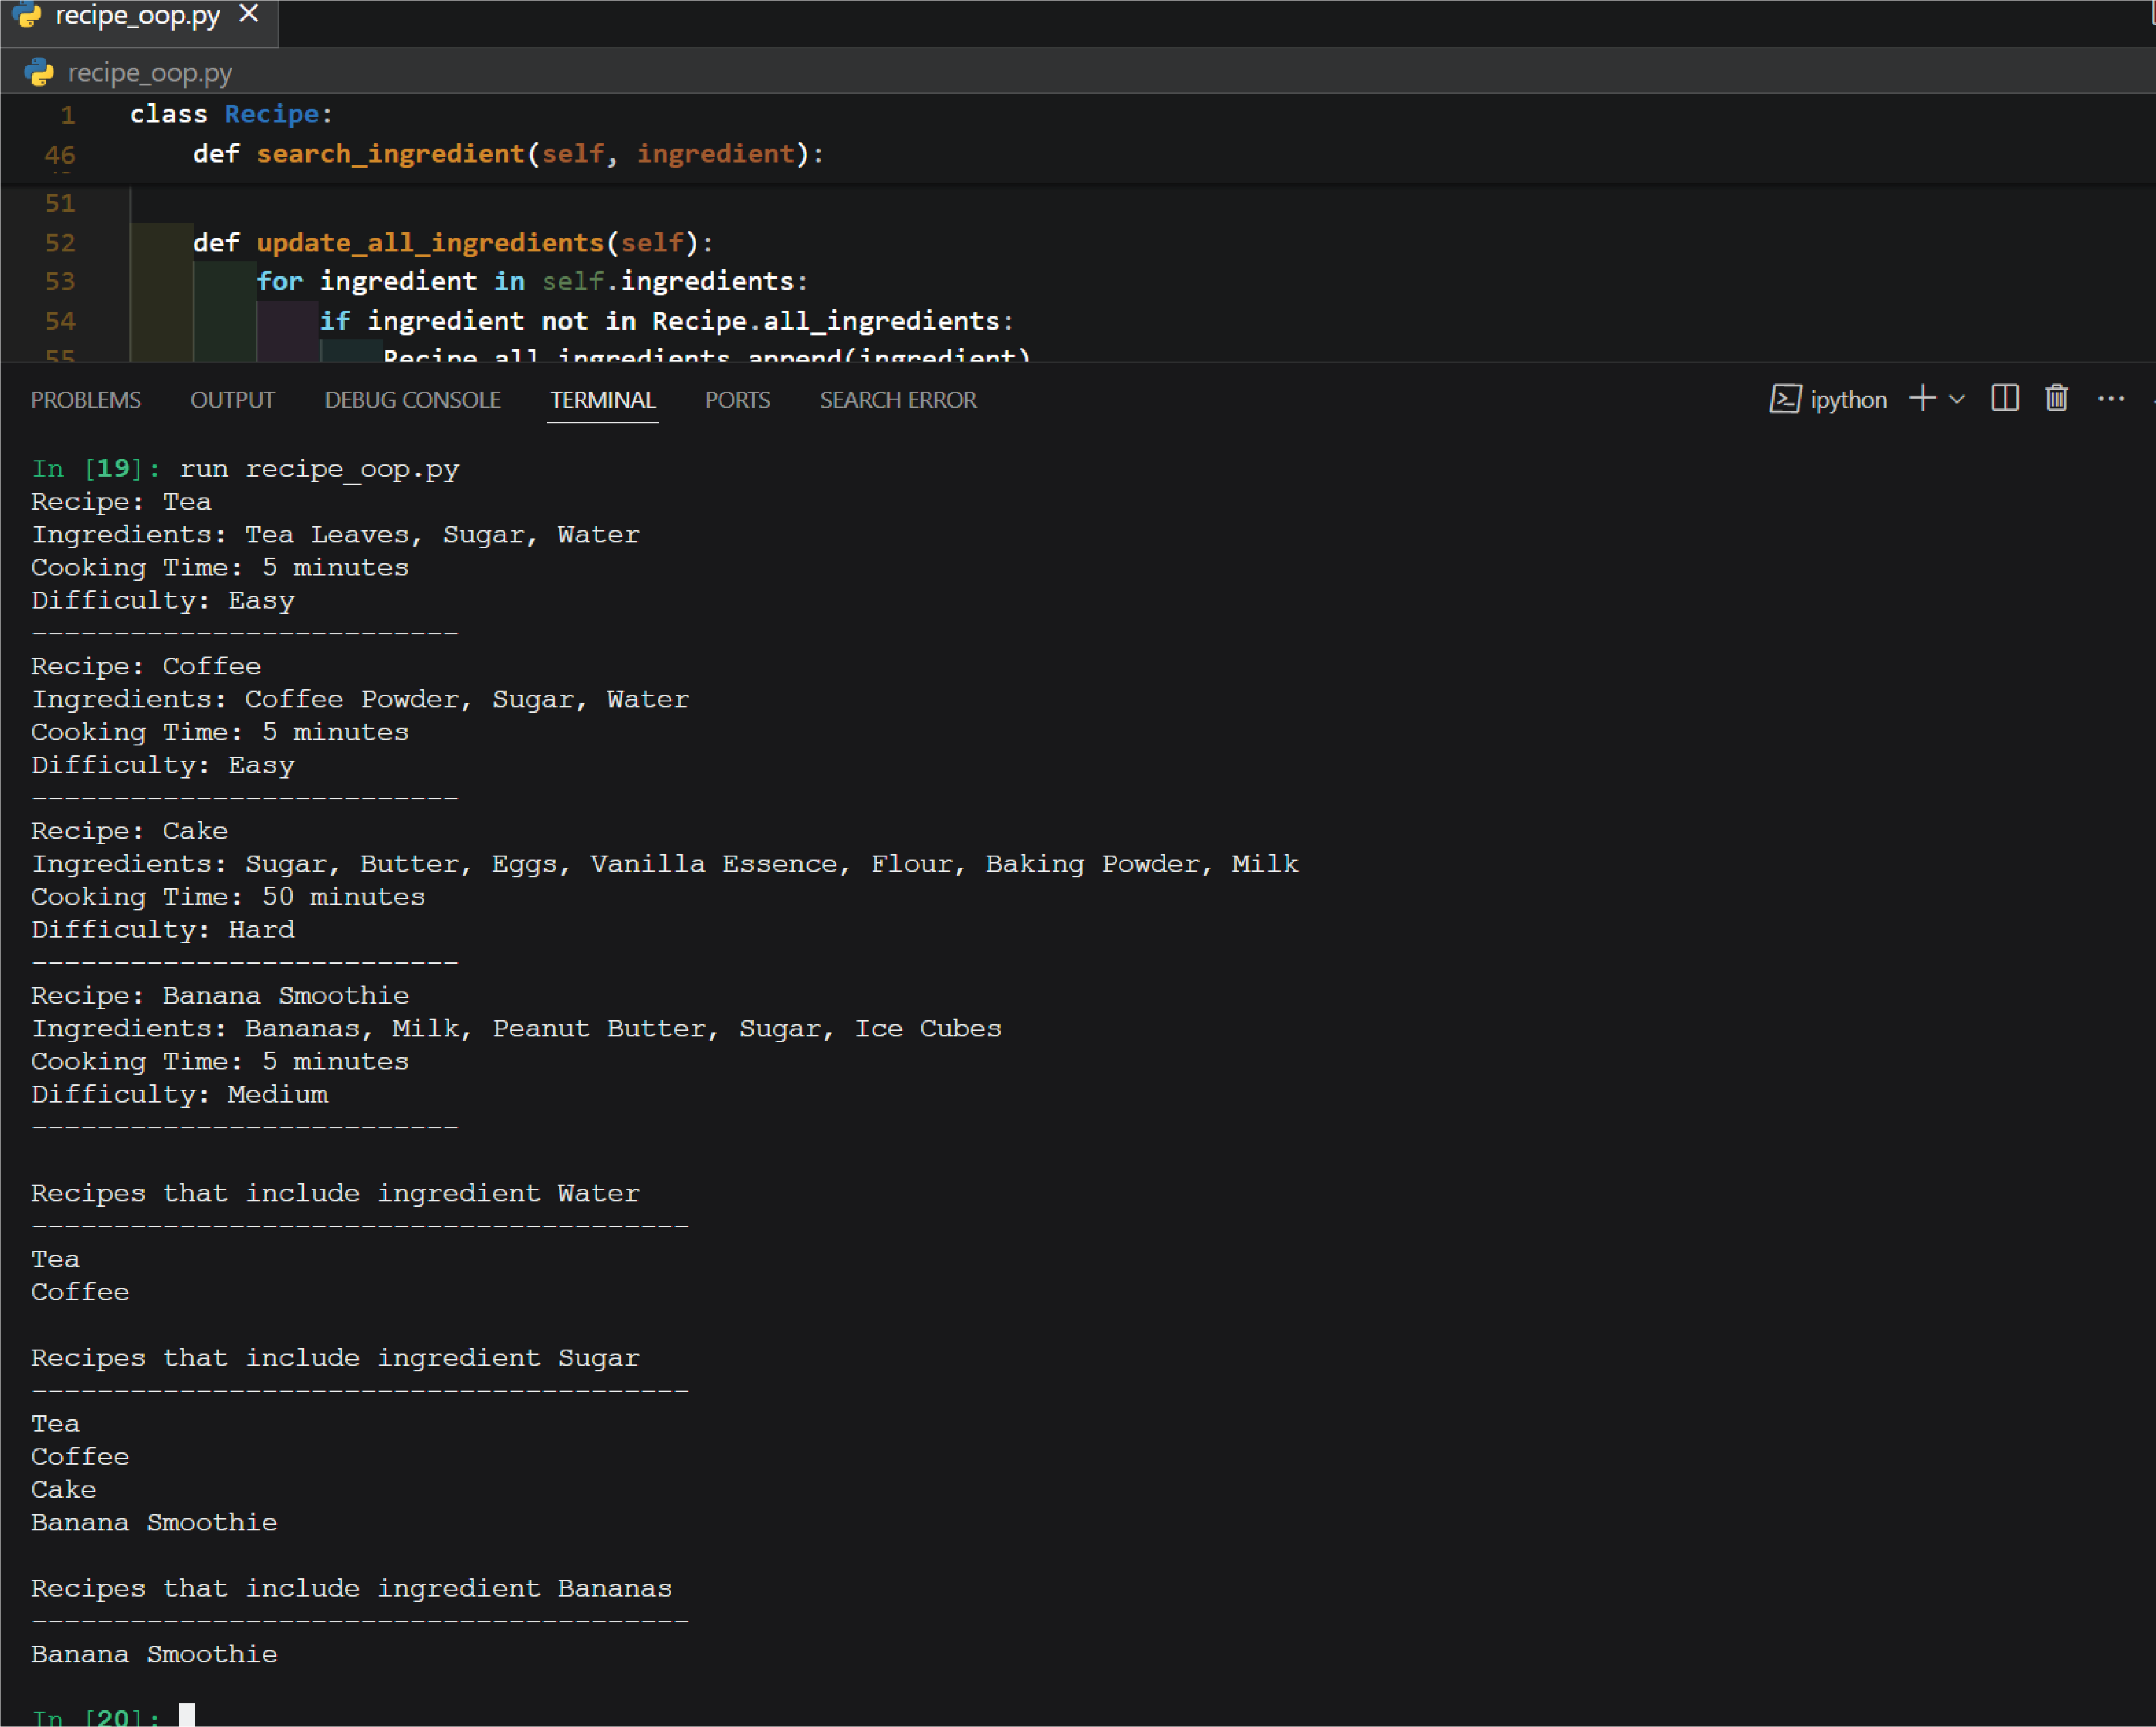 recipe_oop.py
recipe_oop.py
1 class Recipe:
46 def search_ingredient(self, ingredient):
51
52 def update_all_ingredients(self):
53 for ingredient in self.ingredients:
54 if ingredient not in Recipe.all_ingredients:
55 Recipe.all_ingredients.append(ingredient)
PROBLEMS OUTPUT DEBUG CONSOLE TERMINAL PORTS SEARCH ERROR ipython
In [19]: run recipe_oop.py
Recipe: Tea
Ingredients: Tea Leaves, Sugar, Water
Cooking Time: 5 minutes
Difficulty: Easy
--------------------------
Recipe: Coffee
Ingredients: Coffee Powder, Sugar, Water
Cooking Time: 5 minutes
Difficulty: Easy
--------------------------
Recipe: Cake
Ingredients: Sugar, Butter, Eggs, Vanilla Essence, Flour, Baking Powder, Milk
Cooking Time: 50 minutes
Difficulty: Hard
--------------------------
Recipe: Banana Smoothie
Ingredients: Bananas, Milk, Peanut Butter, Sugar, Ice Cubes
Cooking Time: 5 minutes
Difficulty: Medium
--------------------------
Recipes that include ingredient Water
----------------------------------------
Tea
Coffee
Recipes that include ingredient Sugar
----------------------------------------
Tea
Coffee
Cake
Banana Smoothie
Recipes that include ingredient Bananas
----------------------------------------
Banana Smoothie
In [20]: